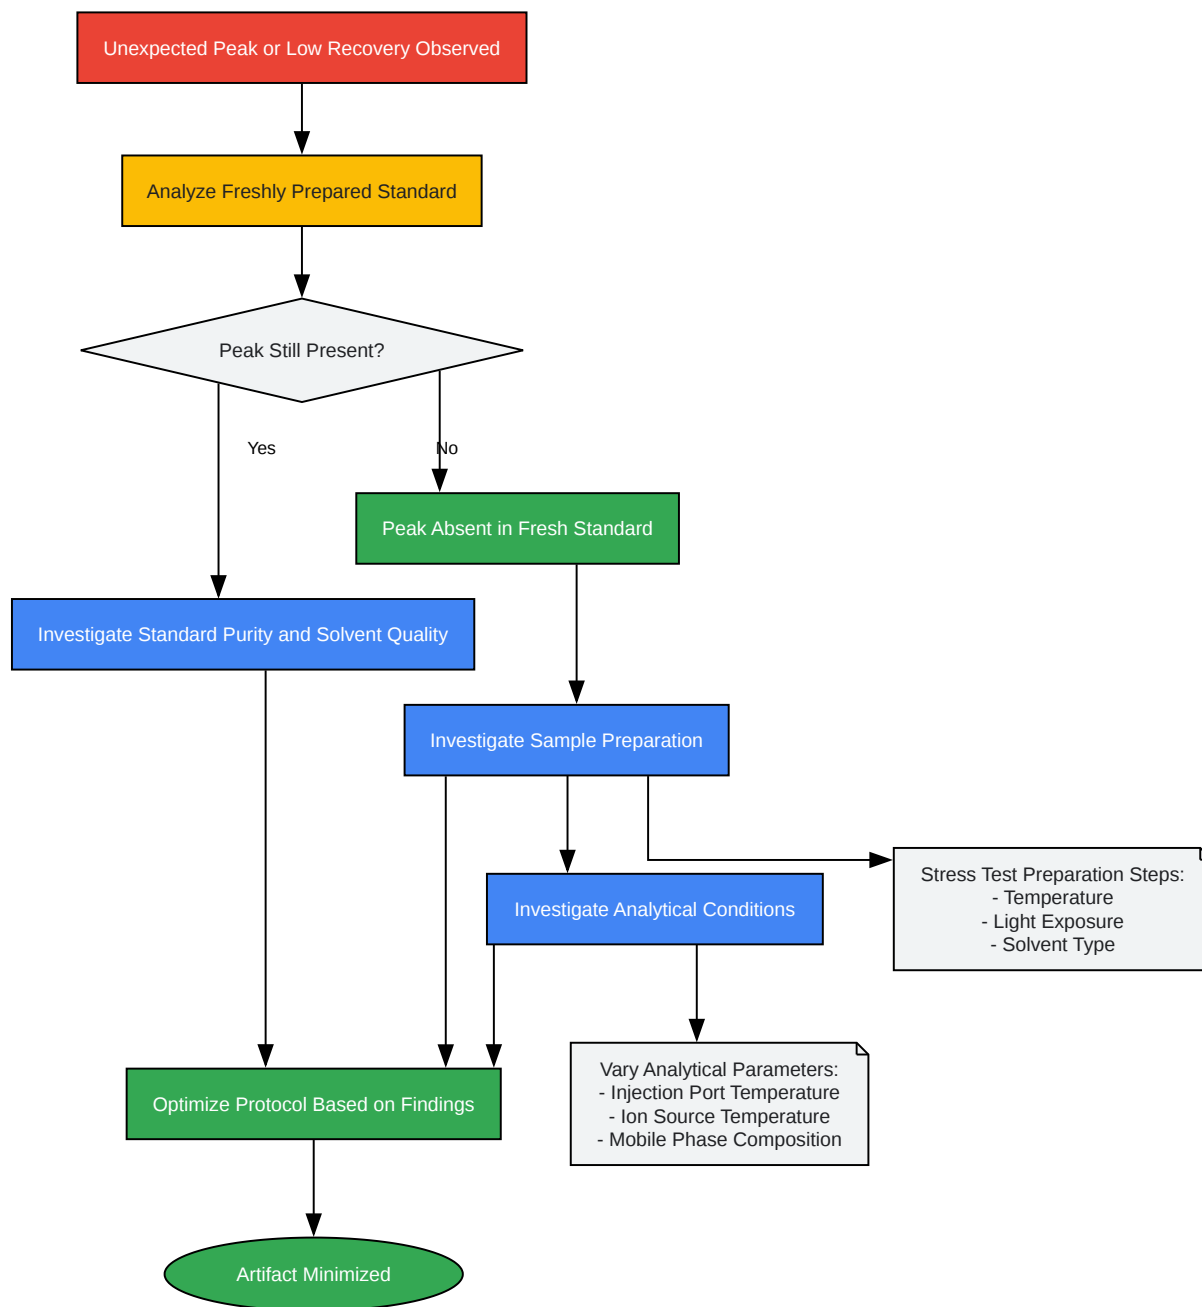 Unexpected Peak or Low Recovery Observed
Analyze Freshly Prepared Standard
Peak Still Present?
Yes
No
Peak Absent in Fresh Standard
Investigate Standard Purity and Solvent Quality
Investigate Sample Preparation
Stress Test Preparation Steps:
- Temperature
- Light Exposure
- Solvent Type
Investigate Analytical Conditions
Vary Analytical Parameters:
- Injection Port Temperature
- Ion Source Temperature
- Mobile Phase Composition
Optimize Protocol Based on Findings
Artifact Minimized